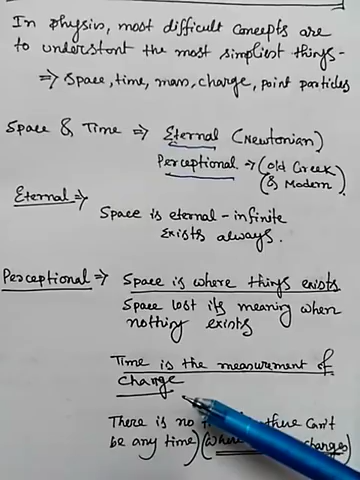 In physics, most difficult concepts are
to understant the most simpliest things -
⇒ Space, time, mass, charge, point particles
Space & Time ⇒ Eternal (Newtonian)
Perceptional → (old Greek
& Modern)
Eternal ⇒
Space is eternal - infinite
exists always.
Perceptional ⇒ Space is where things exists
Space lost its meaning when
nothing exists
Time is the measurement of
change
There is no there can't
be any time) (where changes)